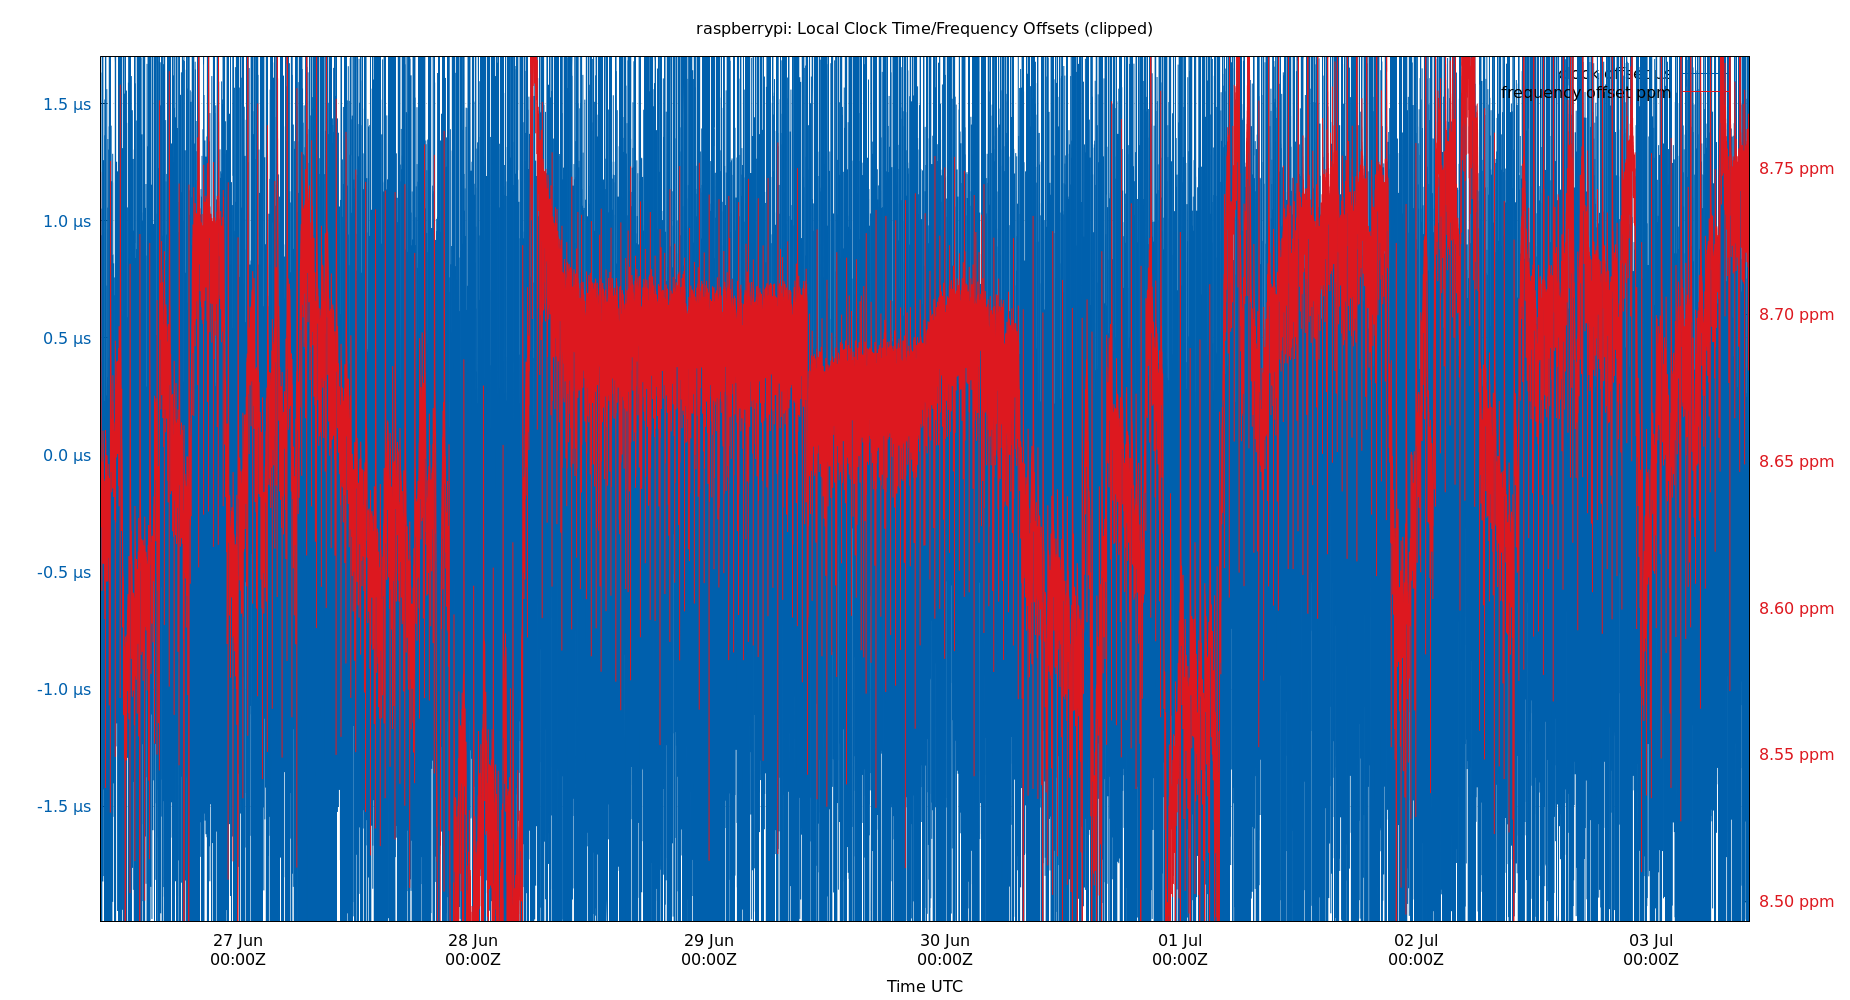 raspberrypi: Local Clock Time/Frequency Offsets (clipped)
clock offset µs
frequency offset ppm
1.5 µs
1.0 µs
0.5 µs
0.0 µs
-0.5 µs
-1.0 µs
-1.5 µs
8.75 ppm
8.70 ppm
8.65 ppm
8.60 ppm
8.55 ppm
8.50 ppm
27 Jun 28 Jun 29 Jun 30 Jun 01 Jul 02 Jul 03 Jul
00:00Z 00:00Z 00:00Z 00:00Z 00:00Z 00:00Z 00:00Z
Time UTC